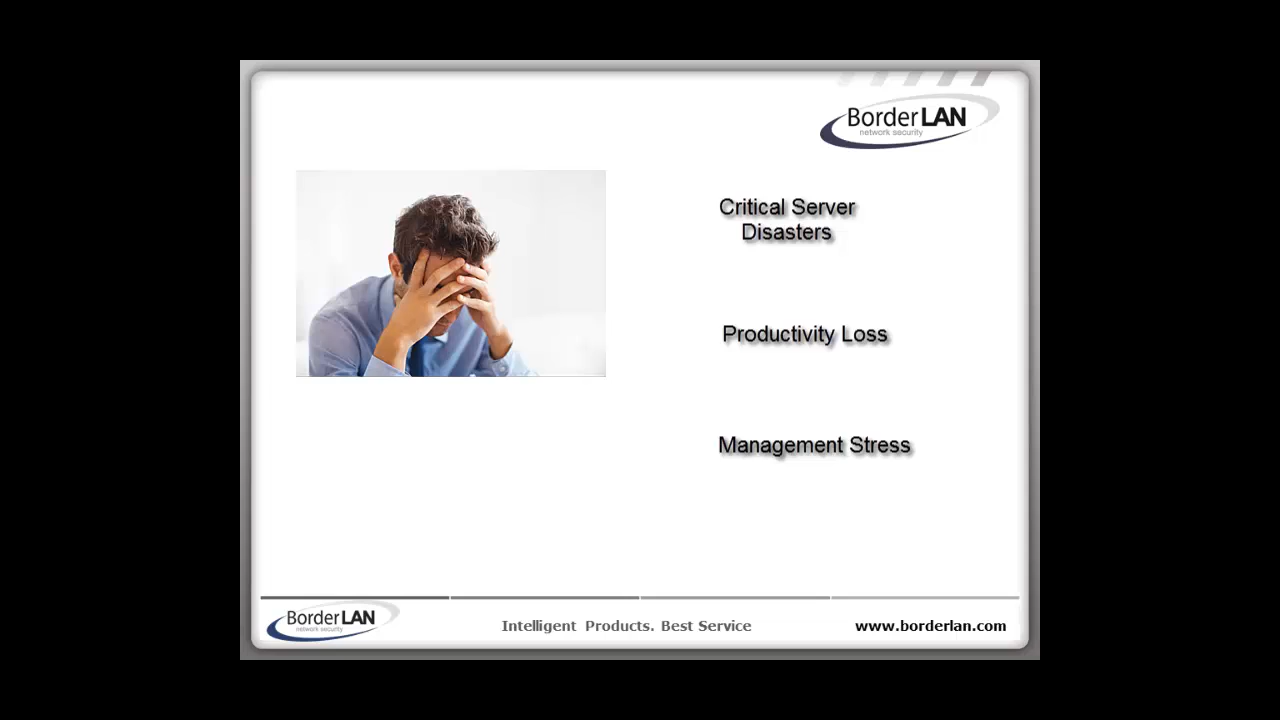 BorderLAN
network security
Critical Server
Disasters
Productivity Loss
Management Stress
BorderLAN
network security
Intelligent Products. Best Service
www.borderlan.com